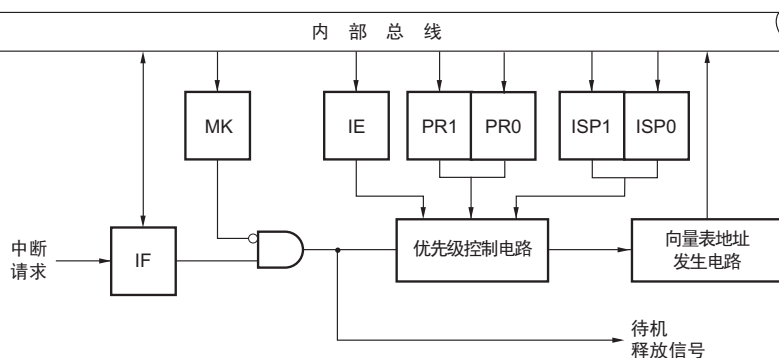 内 部 总 线
MK
IE
PR1
PR0
ISP1
ISP0
中断
请求
IF
优先级控制电路
向量表地址
发生电路
待机
释放信号